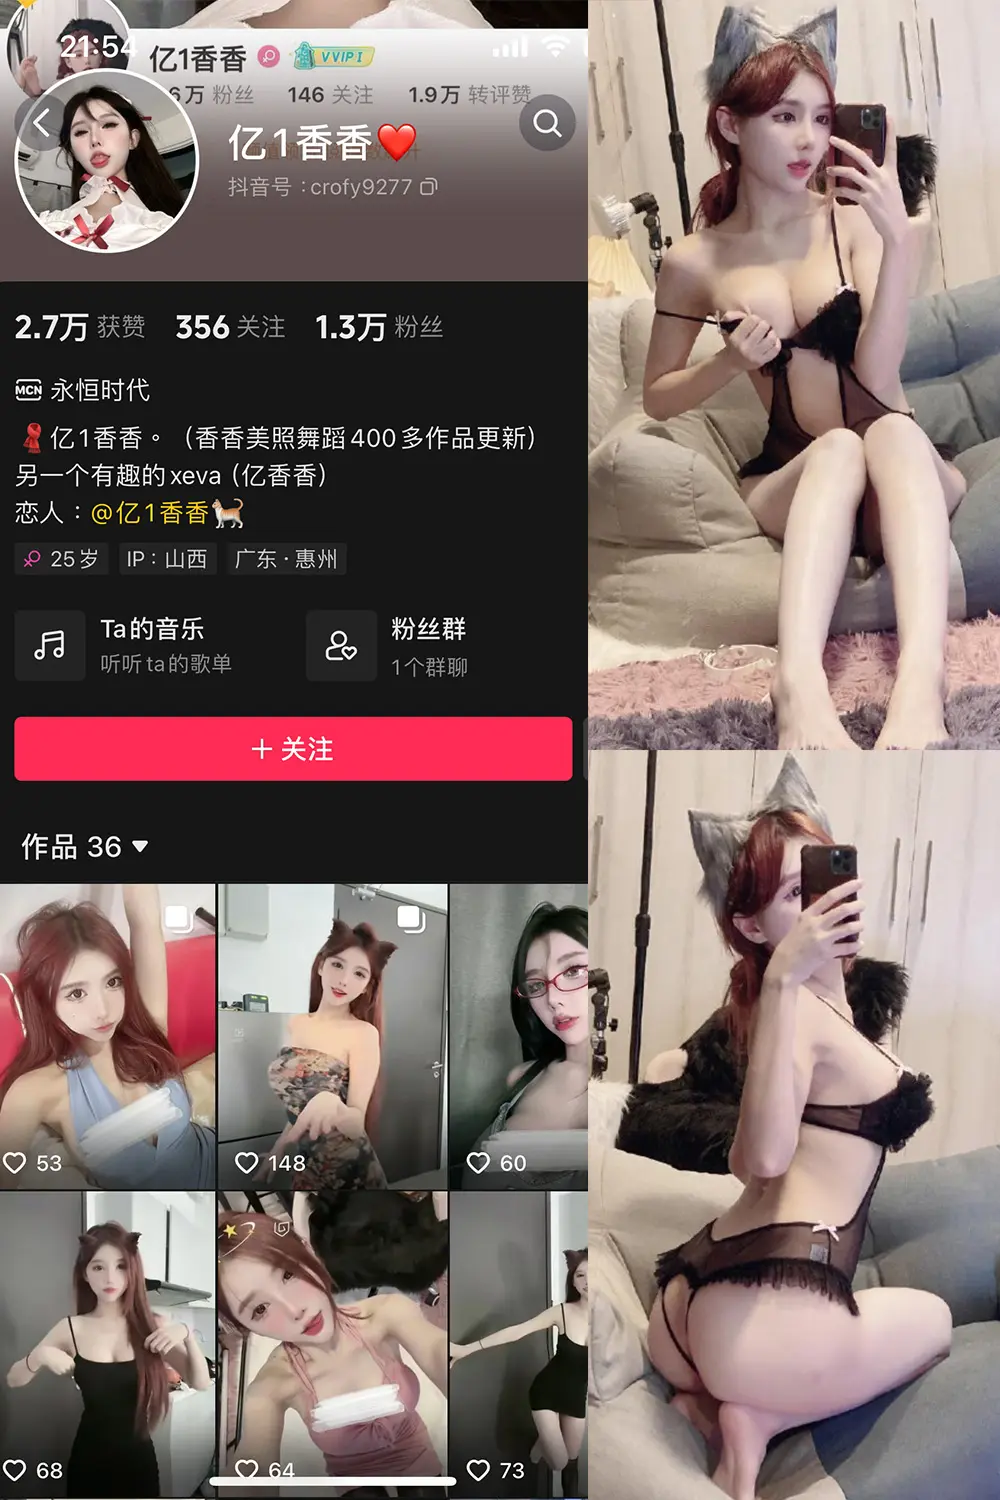 21:54
亿1香香
VVIP1
6万 粉丝 146 关注 1.9万 转评赞
亿1香香❤️
抖音号：crofy9277
2.7万 获赞 356 关注 1.3万 粉丝
MCN 永恒时代
亿1香香。（香香美照舞蹈400多作品更新）
另一个有趣的xeva（亿香香）
恋人：@亿1香香🐈
25岁 IP：山西 广东·惠州
Ta的音乐
听听ta的歌单
粉丝群
1个群聊
+ 关注
作品 36
53 148 60
68 64 73